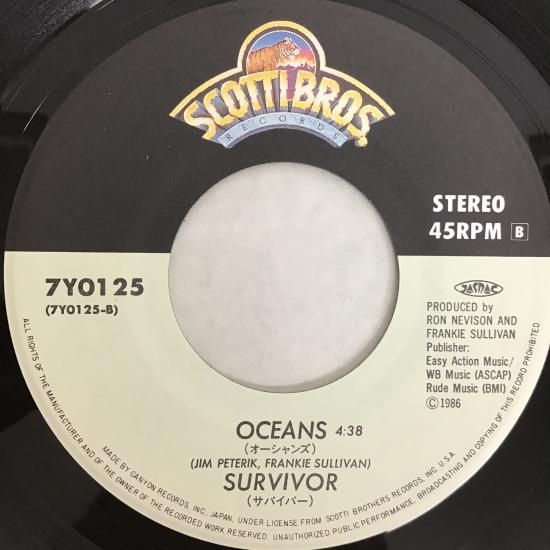 SCOTTI BROS.
RECORDS
STEREO
45RPM B
7Y0125
(7Y0125-B)
JASRAC
PRODUCED BY
RON NEVISON AND
FRANKIE SULLIVAN
Publisher:
Easy Action Music/
WB Music (ASCAP)
Rude Music (BMI)
Ⓒ1986
OCEANS 4:38
(オーシャンズ)
(JIM PETERIK, FRANKIE SULLIVAN)
SURVIVOR
(サバイバー)
MADE BY CANYON RECORDS, INC., JAPAN, UNDER LICENSE FROM SCOTTI BROTHERS RECORDS, INC. U.S.A.
ALL RIGHTS OF THE MANUFACTURER AND OF THE OWNER OF THE RECORDED WORK RESERVED. UNAUTHORIZED PUBLIC PERFORMANCE, BROADCASTING AND COPYING OF THIS RECORD PROHIBITED.